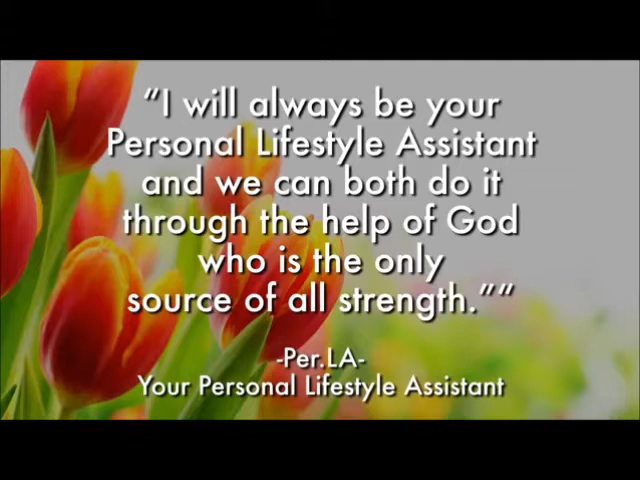 “I will always be your
Personal Lifestyle Assistant
and we can both do it
through the help of God
who is the only
source of all strength.””
-Per.LA-
Your Personal Lifestyle Assistant